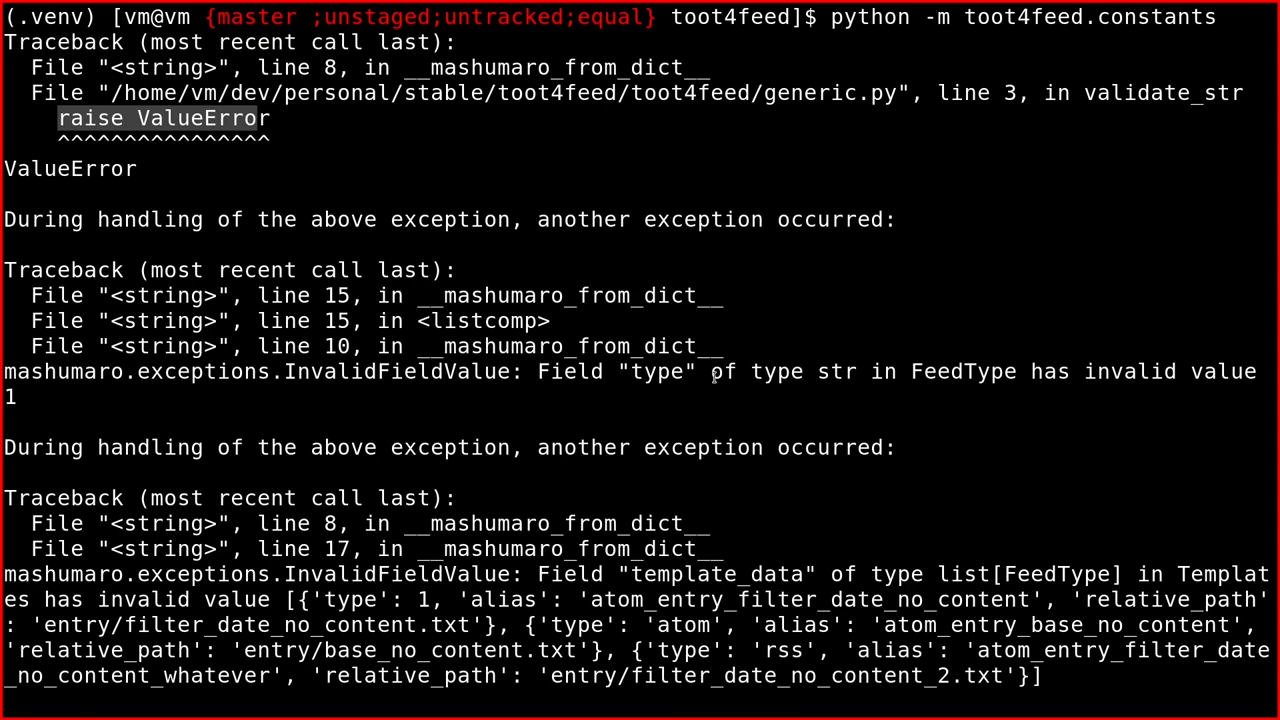 (.venv) [vm@vm {master ;unstaged;untracked;equal} toot4feed]$ python -m toot4feed.constants
Traceback (most recent call last):
  File "<string>", line 8, in __mashumaro_from_dict__
  File "/home/vm/dev/personal/stable/toot4feed/toot4feed/generic.py", line 3, in validate_str
    raise ValueError
    ^^^^^^^^^^^^^^^^
ValueError

During handling of the above exception, another exception occurred:

Traceback (most recent call last):
  File "<string>", line 15, in __mashumaro_from_dict__
  File "<string>", line 15, in <listcomp>
  File "<string>", line 10, in __mashumaro_from_dict__
mashumaro.exceptions.InvalidFieldValue: Field "type" of type str in FeedType has invalid value
1

During handling of the above exception, another exception occurred:

Traceback (most recent call last):
  File "<string>", line 8, in __mashumaro_from_dict__
  File "<string>", line 17, in __mashumaro_from_dict__
mashumaro.exceptions.InvalidFieldValue: Field "template_data" of type list[FeedType] in Templat
es has invalid value [{'type': 1, 'alias': 'atom_entry_filter_date_no_content', 'relative_path'
: 'entry/filter_date_no_content.txt'}, {'type': 'atom', 'alias': 'atom_entry_base_no_content',
'relative_path': 'entry/base_no_content.txt'}, {'type': 'rss', 'alias': 'atom_entry_filter_date
_no_content_whatever', 'relative_path': 'entry/filter_date_no_content_2.txt'}]